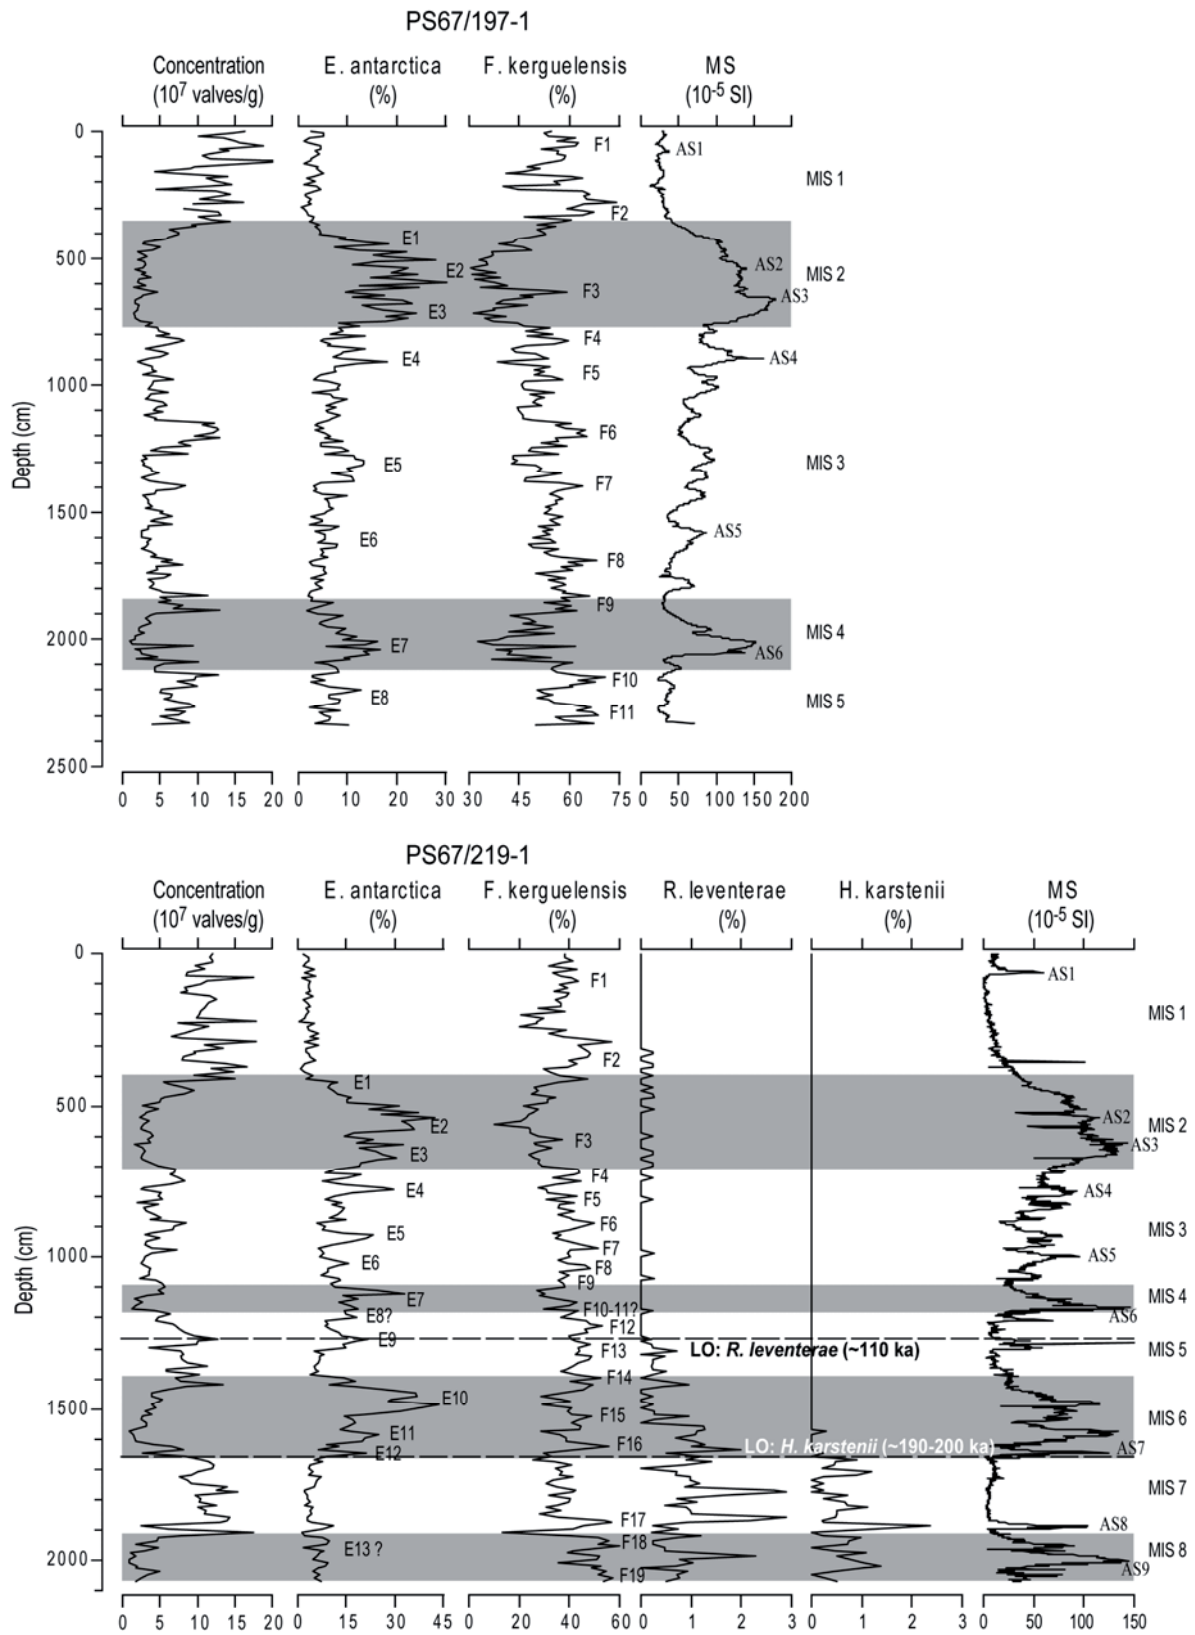 PS67/197-1
Concentration
(10⁷ valves/g)
E. antarctica
(%)
F. kerguelensis
(%)
MS
(10⁻⁵ SI)
0
500
1000
1500
2000
2500
Depth (cm)
E1
E2
E3
E4
E5
E6
E7
E8
F1
F2
F3
F4
F5
F6
F7
F8
F9
F10
F11
AS1
AS2
AS3
AS4
AS5
AS6
MIS 1
MIS 2
MIS 3
MIS 4
MIS 5
0 5 10 15 20
0 10 20 30
30 45 60 75
0 50 100 150 200
PS67/219-1
Concentration
(10⁷ valves/g)
E. antarctica
(%)
F. kerguelensis
(%)
R. leventerae
(%)
H. karstenii
(%)
MS
(10⁻⁵ SI)
0
500
1000
1500
2000
Depth (cm)
E1
E2
E3
E4
E5
E6
E7
E8?
E9
E10
E11
E12
E13 ?
F1
F2
F3
F4
F5
F6
F7
F8
F9
F10-11?
F12
F13
F14
F15
F16
F17
F18
F19
LO: R. leventerae (~110 ka)
LO: H. karstenii (~190-200 ka)
AS1
AS2
AS3
AS4
AS5
AS6
AS7
AS8
AS9
MIS 1
MIS 2
MIS 3
MIS 4
MIS 5
MIS 6
MIS 7
MIS 8
0 5 10 15 20
0 15 30 45
0 20 40 60
0 1 2 3
0 1 2 3
0 50 100 150